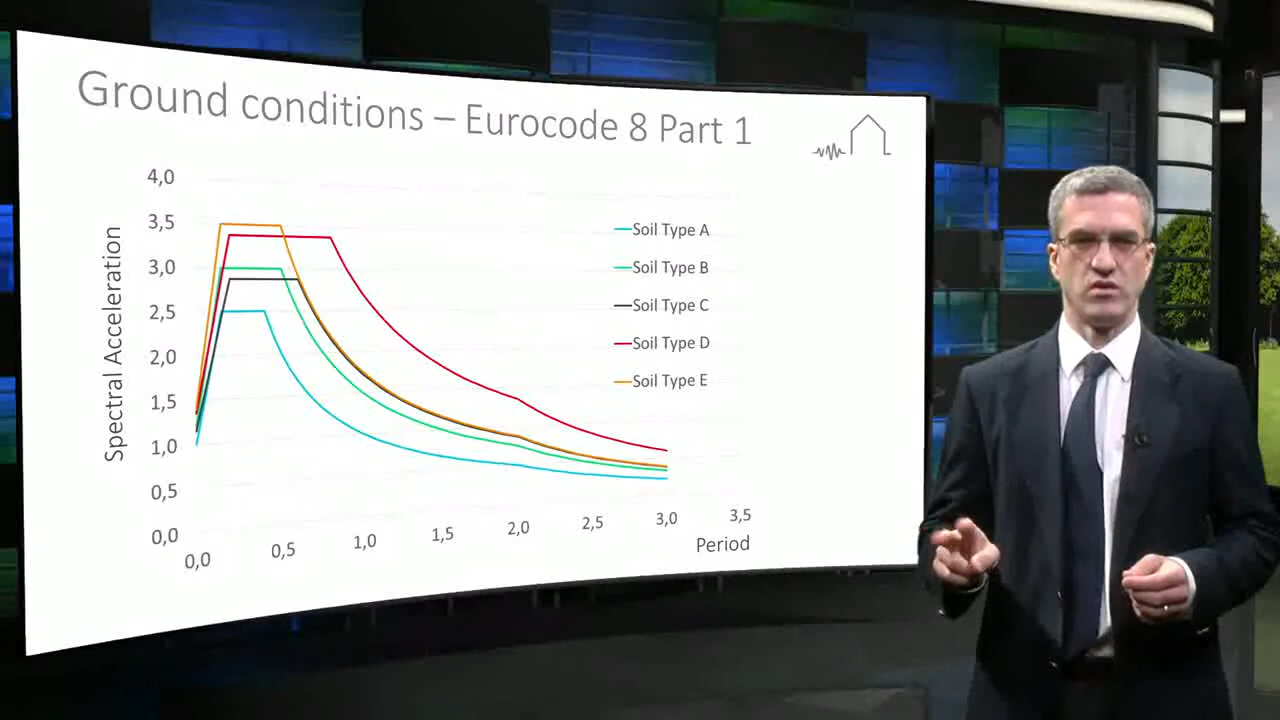 Ground conditions – Eurocode 8 Part 1
4,0
3,5
3,0
2,5
2,0
1,5
1,0
0,5
0,0
Spectral Acceleration
Soil Type A
Soil Type B
Soil Type C
Soil Type D
Soil Type E
0,0
0,5
1,0
1,5
2,0
2,5
3,0
3,5
Period